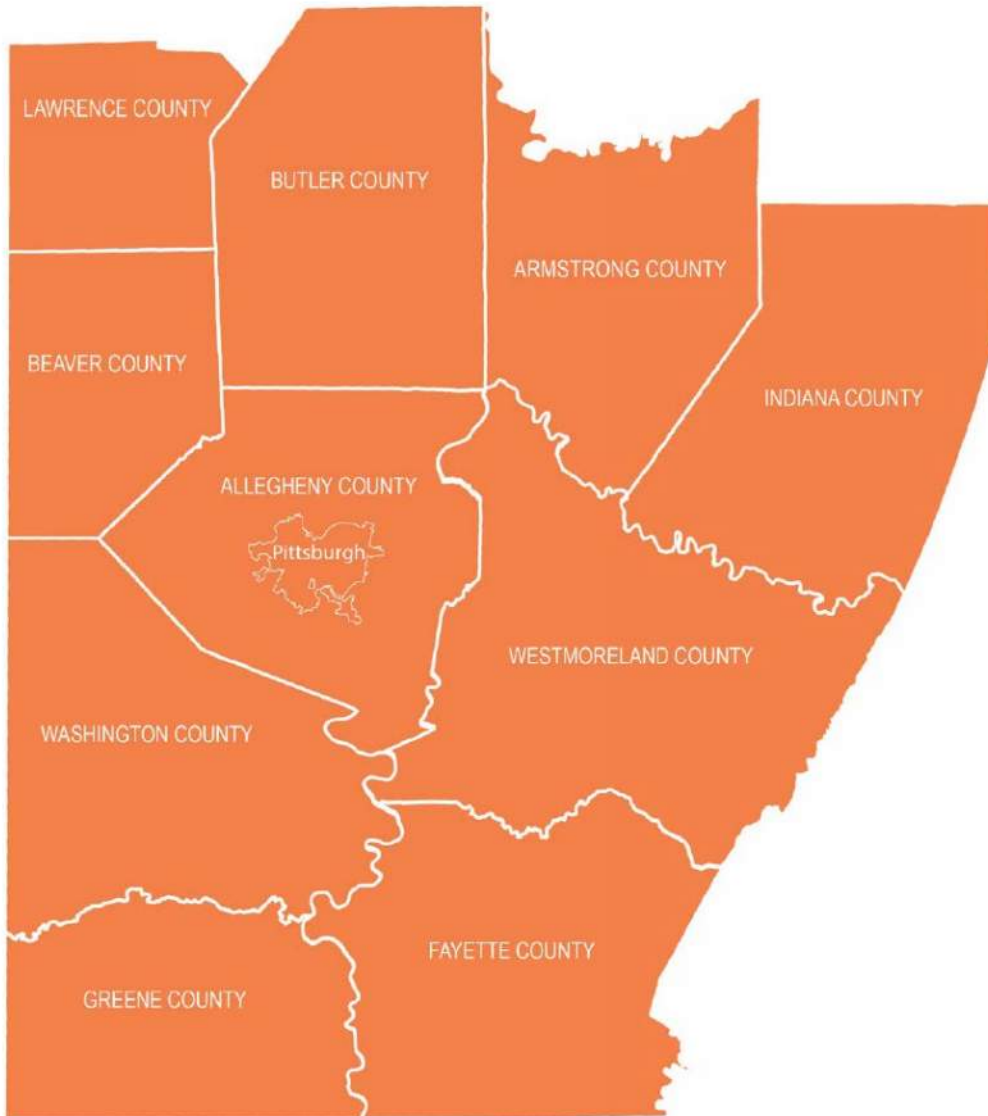 LAWRENCE COUNTY
BUTLER COUNTY
ARMSTRONG COUNTY
BEAVER COUNTY
INDIANA COUNTY
ALLEGHENY COUNTY
Pittsburgh
WESTMORELAND COUNTY
WASHINGTON COUNTY
FAYETTE COUNTY
GREENE COUNTY